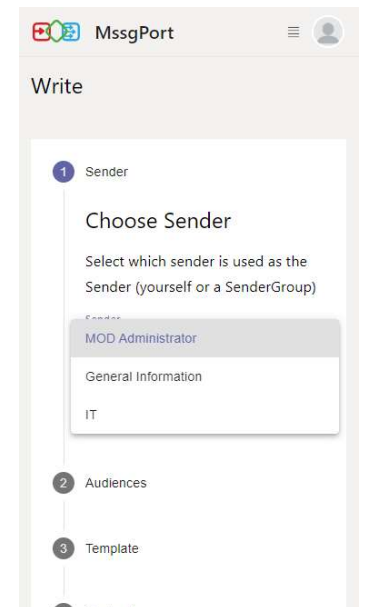 MssgPort
Write
1 Sender
Choose Sender
Select which sender is used as the
Sender (yourself or a SenderGroup)
Sender
MOD Administrator
General Information
IT
2 Audiences
3 Template